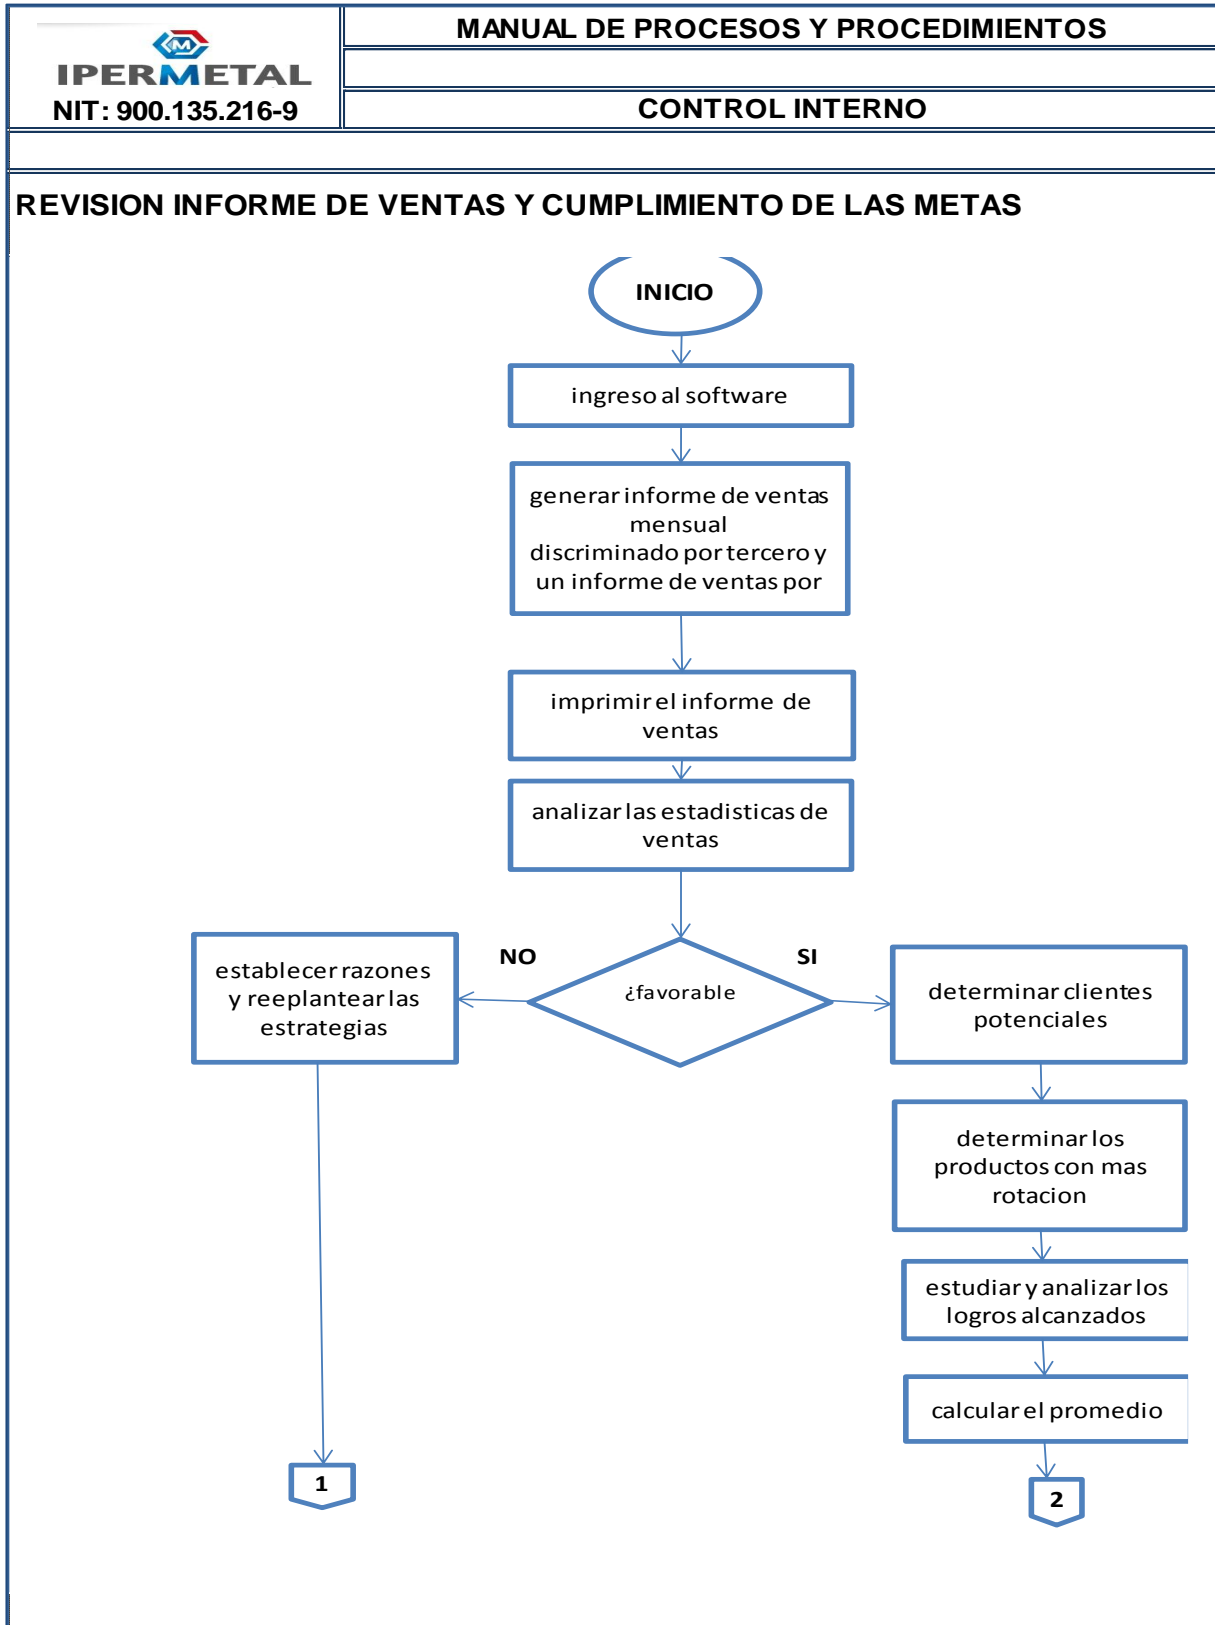 MANUAL DE PROCESOS Y PROCEDIMIENTOS
IPERMETAL
NIT: 900.135.216-9
CONTROL INTERNO
REVISION INFORME DE VENTAS Y CUMPLIMIENTO DE LAS METAS
INICIO
ingreso al software
generar informe de ventas
mensual
discriminado por tercero y
un informe de ventas por
imprimir el informe de
ventas
analizar las estadisticas de
ventas
NO
SI
¿favorable
establecer razones
y reeplantear las
estrategias
determinar clientes
potenciales
determinar los
productos con mas
rotacion
estudiar y analizar los
logros alcanzados
calcular el promedio
1
2